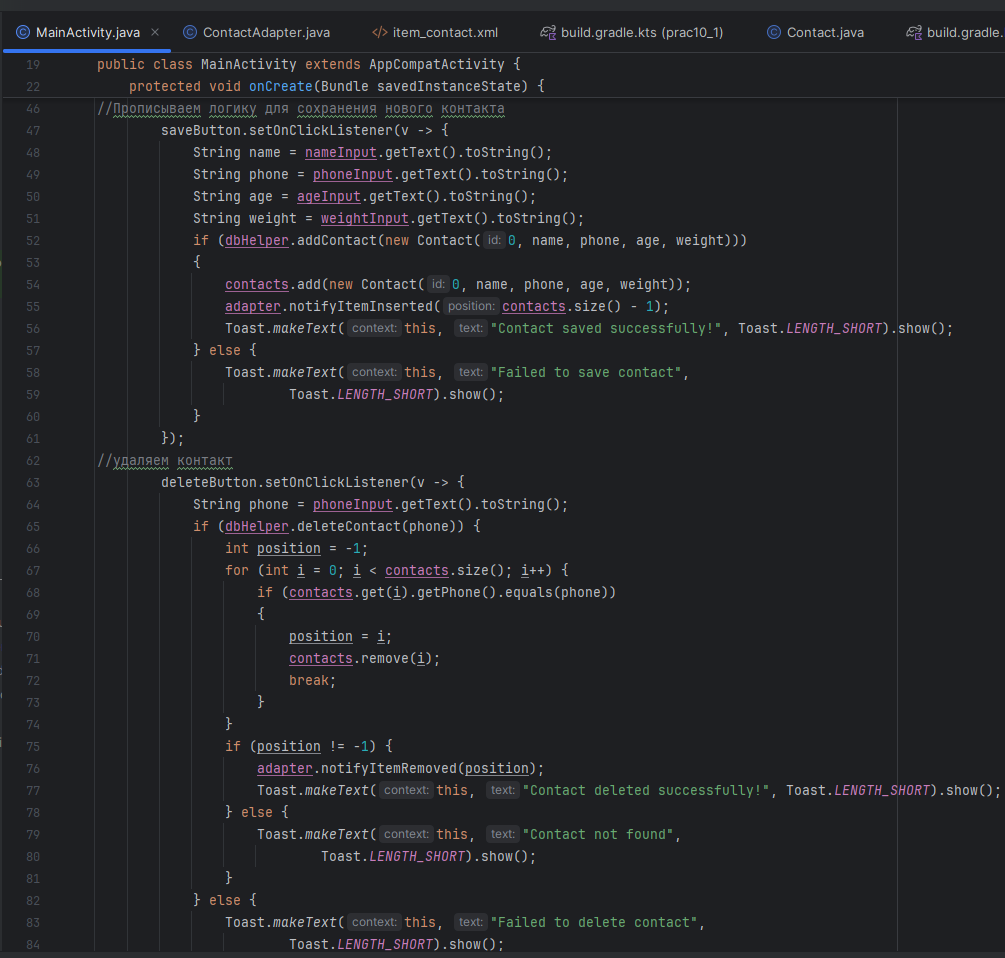 MainActivity.java × ContactAdapter.java </> item_contact.xml build.gradle.kts (prac10_1) Contact.java build.gradle.
19 public class MainActivity extends AppCompatActivity {
22 protected void onCreate(Bundle savedInstanceState) {
46 //Прописываем логику для сохранения нового контакта
47 saveButton.setOnClickListener(v -> {
48 String name = nameInput.getText().toString();
49 String phone = phoneInput.getText().toString();
50 String age = ageInput.getText().toString();
51 String weight = weightInput.getText().toString();
52 if (dbHelper.addContact(new Contact( id: 0, name, phone, age, weight)))
53 {
54 contacts.add(new Contact( id: 0, name, phone, age, weight));
55 adapter.notifyItemInserted( position: contacts.size() - 1);
56 Toast.makeText( context: this, text: "Contact saved successfully!", Toast.LENGTH_SHORT).show();
57 } else {
58 Toast.makeText( context: this, text: "Failed to save contact",
59 Toast.LENGTH_SHORT).show();
60 }
61 });
62 //удаляем контакт
63 deleteButton.setOnClickListener(v -> {
64 String phone = phoneInput.getText().toString();
65 if (dbHelper.deleteContact(phone)) {
66 int position = -1;
67 for (int i = 0; i < contacts.size(); i++) {
68 if (contacts.get(i).getPhone().equals(phone))
69 {
70 position = i;
71 contacts.remove(i);
72 break;
73 }
74 }
75 if (position != -1) {
76 adapter.notifyItemRemoved(position);
77 Toast.makeText( context: this, text: "Contact deleted successfully!", Toast.LENGTH_SHORT).show();
78 } else {
79 Toast.makeText( context: this, text: "Contact not found",
80 Toast.LENGTH_SHORT).show();
81 }
82 } else {
83 Toast.makeText( context: this, text: "Failed to delete contact",
84 Toast.LENGTH_SHORT).show();